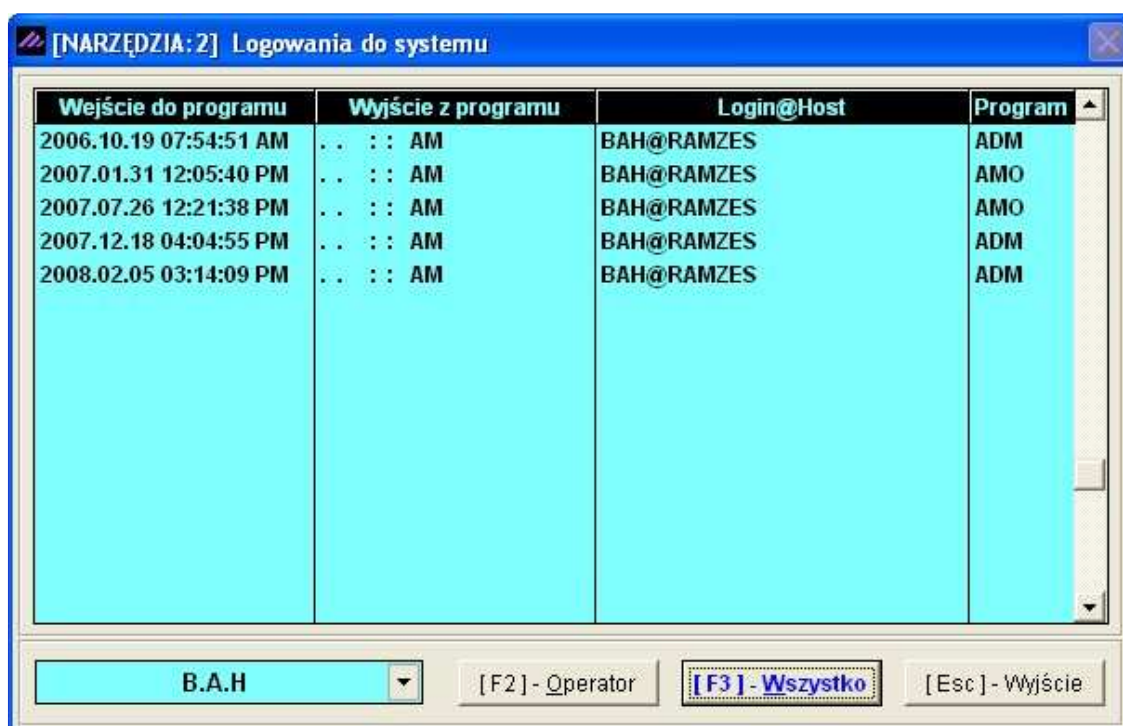 [NARZĘDZIA:2] Logowania do systemu
Wejście do programu Wyjście z programu Login@Host Program
2006.10.19 07:54:51 AM . . : : AM BAH@RAMZES ADM
2007.01.31 12:05:40 PM . . : : AM BAH@RAMZES AMO
2007.07.26 12:21:38 PM . . : : AM BAH@RAMZES AMO
2007.12.18 04:04:55 PM . . : : AM BAH@RAMZES ADM
2008.02.05 03:14:09 PM . . : : AM BAH@RAMZES ADM
B.A.H [F2] - Operator [F3] - Wszystko [Esc] - Wyjście